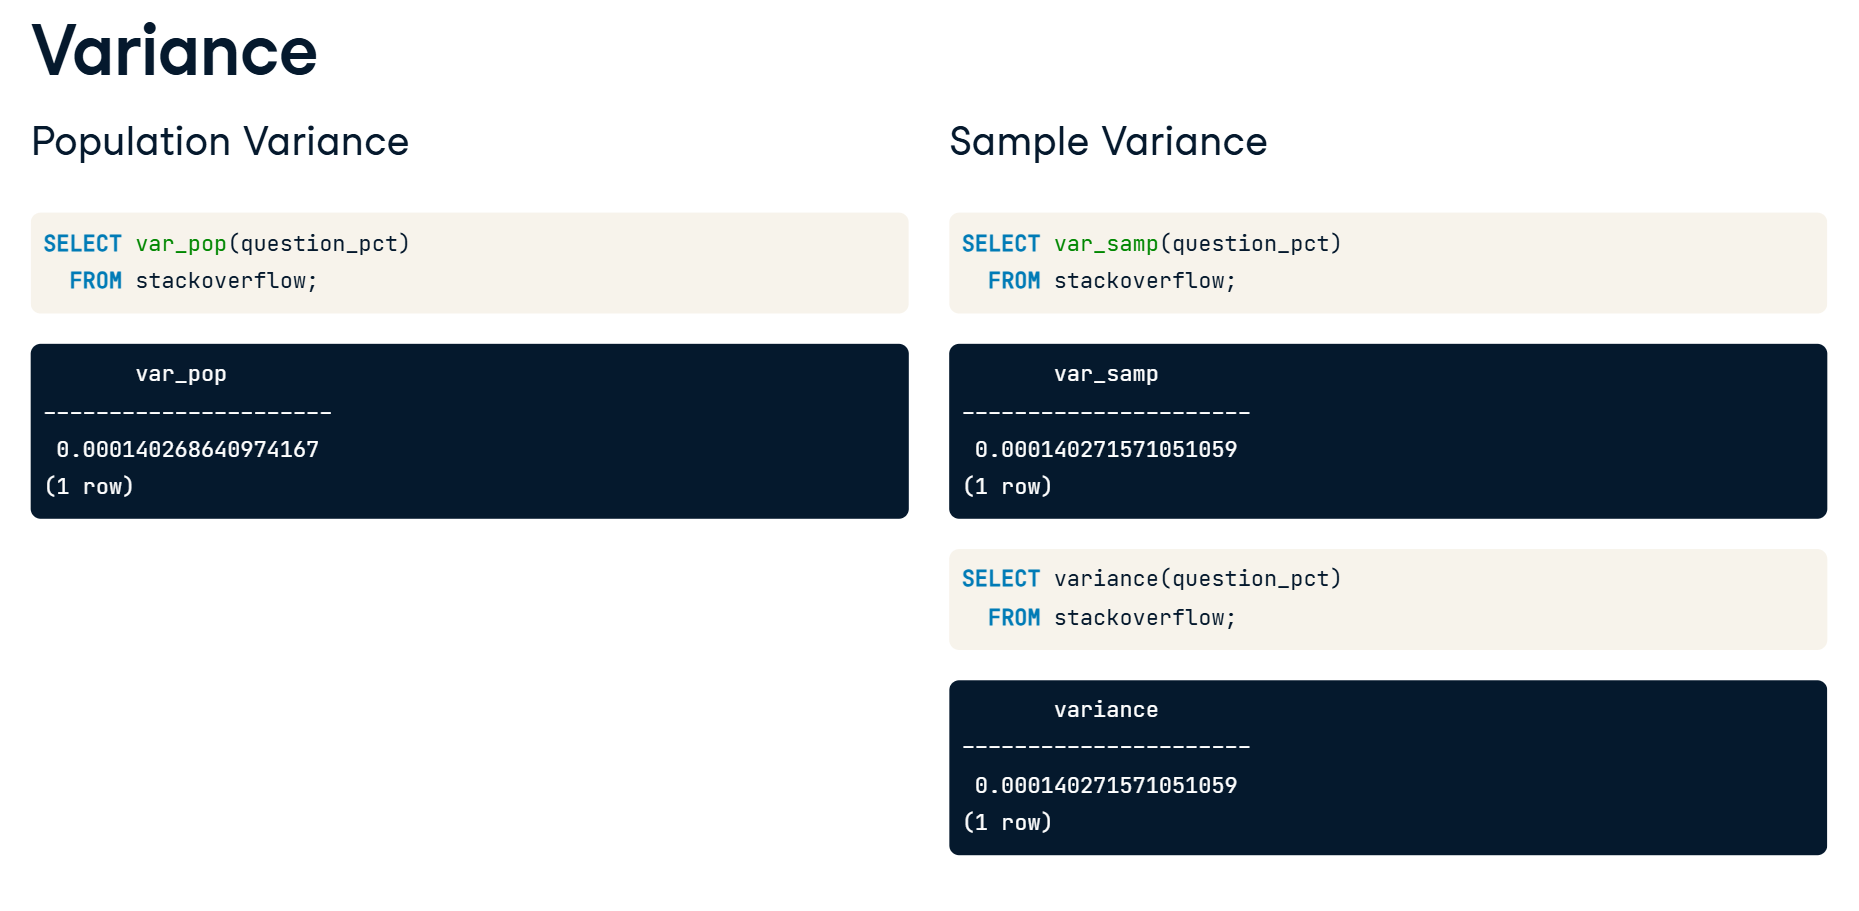 Variance
Population Variance
SELECT var_pop(question_pct)
  FROM stackoverflow;
       var_pop
----------------------
 0.000140268640974167
(1 row)
Sample Variance
SELECT var_samp(question_pct)
  FROM stackoverflow;
       var_samp
----------------------
 0.000140271571051059
(1 row)
SELECT variance(question_pct)
  FROM stackoverflow;
       variance
----------------------
 0.000140271571051059
(1 row)